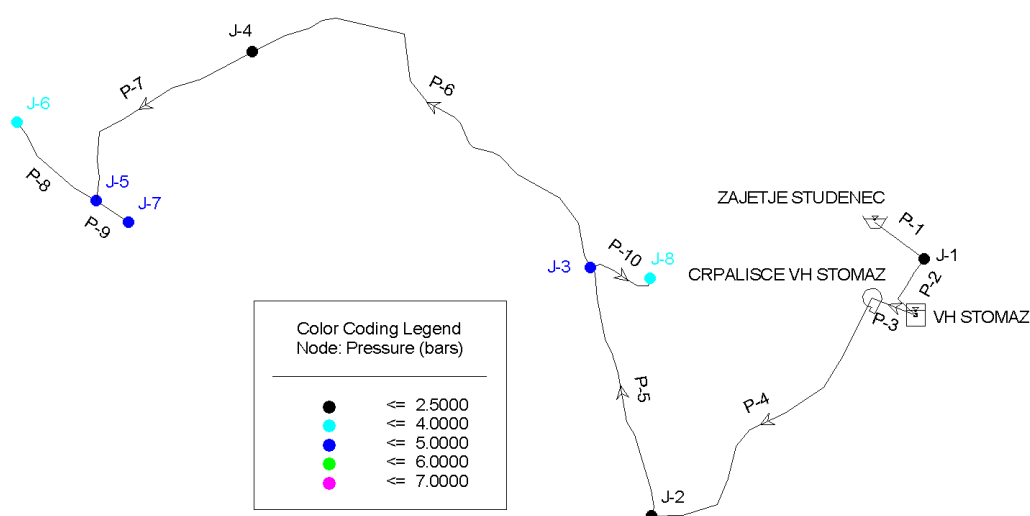 J-4
P-7
P-6
J-6
P-8
J-5
J-7
P-9
ZAJETJE STUDENEC
P-1
J-1
P-2
CRPALISCE VH STOMAZ
P-3
VH STOMAZ
P-10
J-8
J-3
P-5
P-4
J-2
Color Coding Legend
Node: Pressure (bars)
<= 2.5000
<= 4.0000
<= 5.0000
<= 6.0000
<= 7.0000